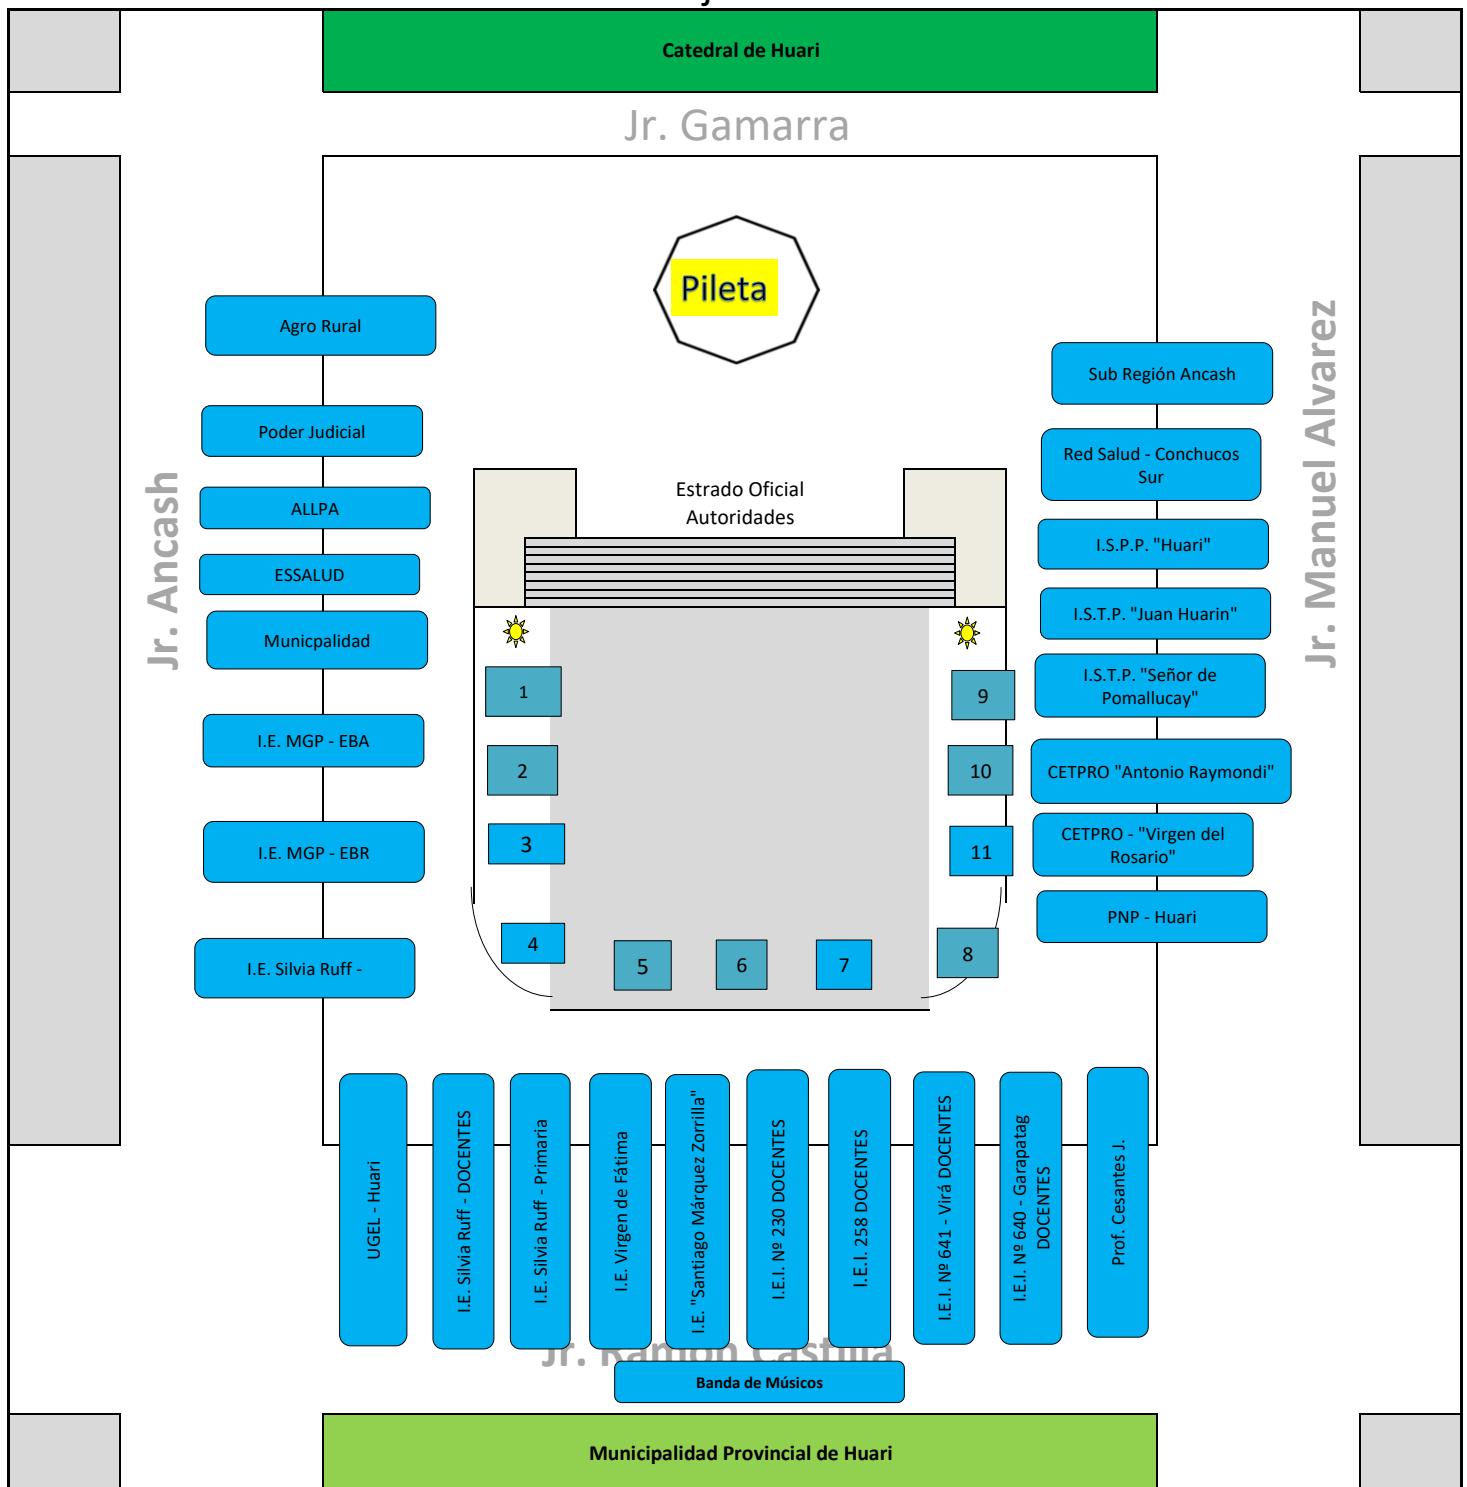 Catedral de Huari
Jr. Gamarra
Pileta
Agro Rural
Poder Judicial
ALLPA
ESSALUD
Municpalidad
I.E. MGP - EBA
I.E. MGP - EBR
I.E. Silvia Ruff -
Jr. Ancash
Estrado Oficial
Autoridades
1
2
3
4
5
6
7
8
9
10
11
Sub Región Ancash
Red Salud - Conchucos
Sur
I.S.P.P. "Huari"
I.S.T.P. "Juan Huarin"
I.S.T.P. "Señor de
Pomallucay"
CETPRO "Antonio Raymondi"
CETPRO - "Virgen del
Rosario"
PNP - Huari
Jr. Manuel Alvarez
UGEL - Huari
I.E. Silvia Ruff - DOCENTES
I.E. Silvia Ruff - Primaria
I.E. Virgen de Fátima
I.E. "Santiago Márquez Zorrilla"
I.E.I. Nº 230 DOCENTES
I.E.I. 258 DOCENTES
I.E.I. Nº 641 - Virá DOCENTES
I.E.I. Nº 640 - Garapatag
DOCENTES
Prof. Cesantes J.
Jr. Ramón Castilla
Banda de Músicos
Municipalidad Provincial de Huari